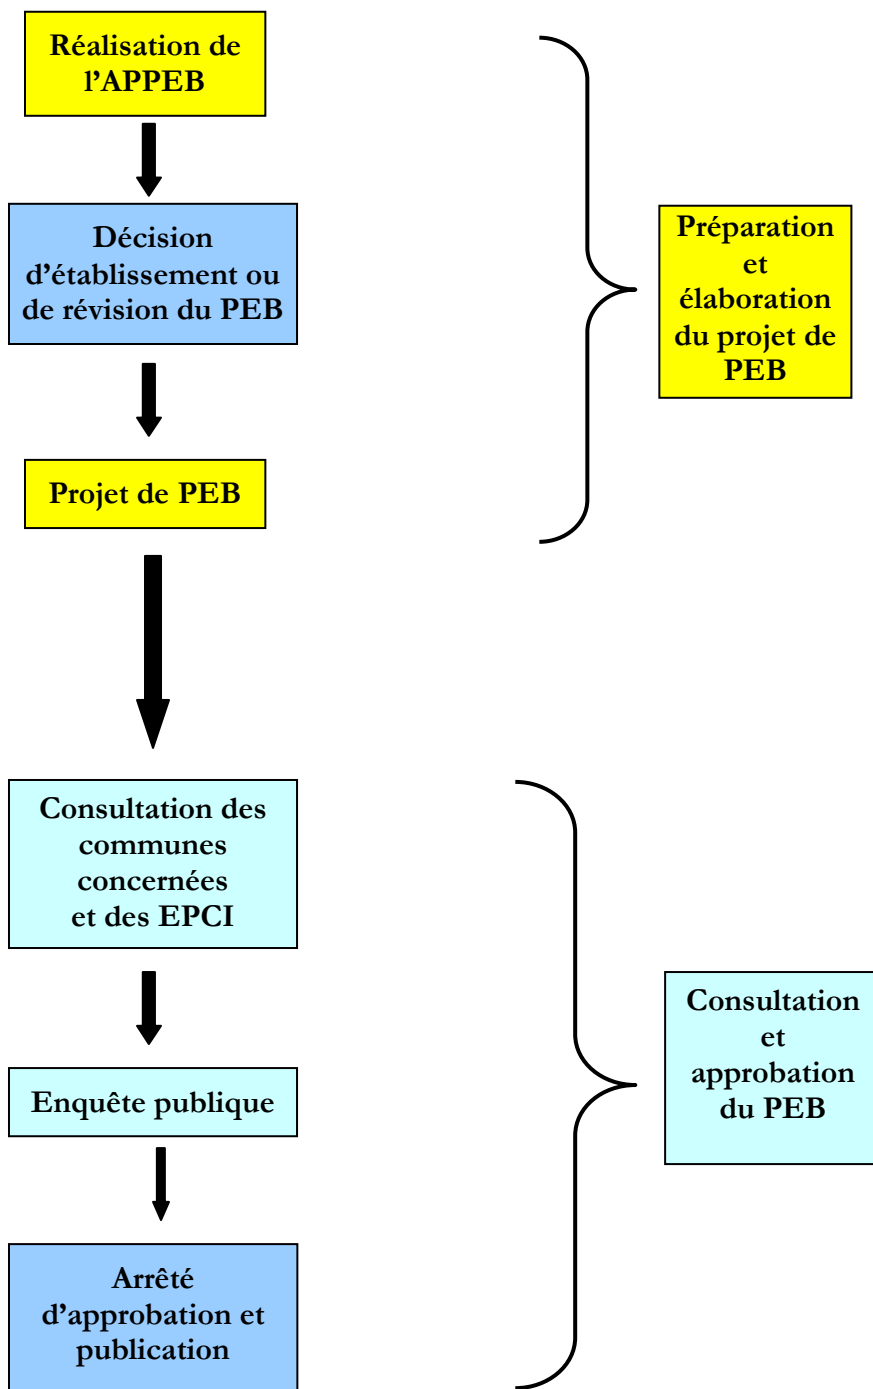 Réalisation de
l’APPEB
Décision
d’établissement ou
de révision du PEB
Projet de PEB
Préparation
et
élaboration
du projet de
PEB
Consultation des
communes
concernées
et des EPCI
Enquête publique
Arrêté
d’approbation et
publication
Consultation
et
approbation
du PEB